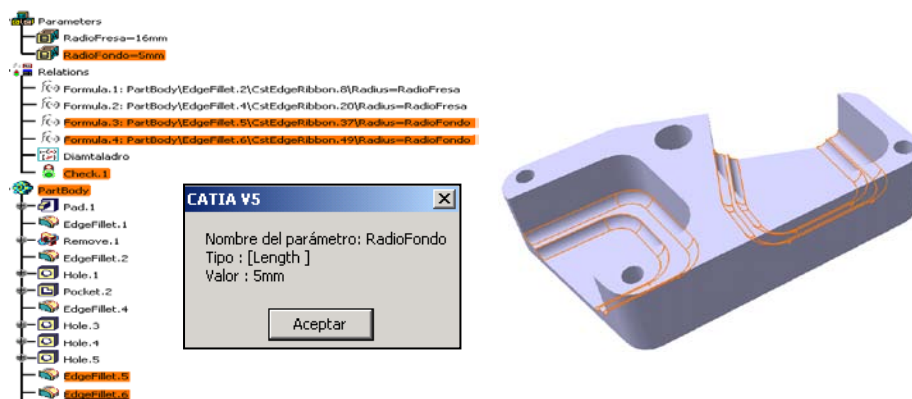 Parameters
RadioFresa=16mm
RadioFondo=5mm
Relations
f(x) Formula.1: PartBody\EdgeFillet.2\CstEdgeRibbon.8\Radius=RadioFresa
f(x) Formula.2: PartBody\EdgeFillet.4\CstEdgeRibbon.20\Radius=RadioFresa
f(x) Formula.3: PartBody\EdgeFillet.5\CstEdgeRibbon.37\Radius=RadioFondo
f(x) Formula.4: PartBody\EdgeFillet.6\CstEdgeRibbon.49\Radius=RadioFondo
Diamtaladro
Check.1
PartBody
Pad.1
EdgeFillet.1
Remove.1
EdgeFillet.2
Hole.1
Pocket.2
EdgeFillet.4
Hole.3
Hole.4
Hole.5
EdgeFillet.5
EdgeFillet.6
CATIA V5
Nombre del parámetro: RadioFondo
Tipo : [Length ]
Valor : 5mm
Aceptar